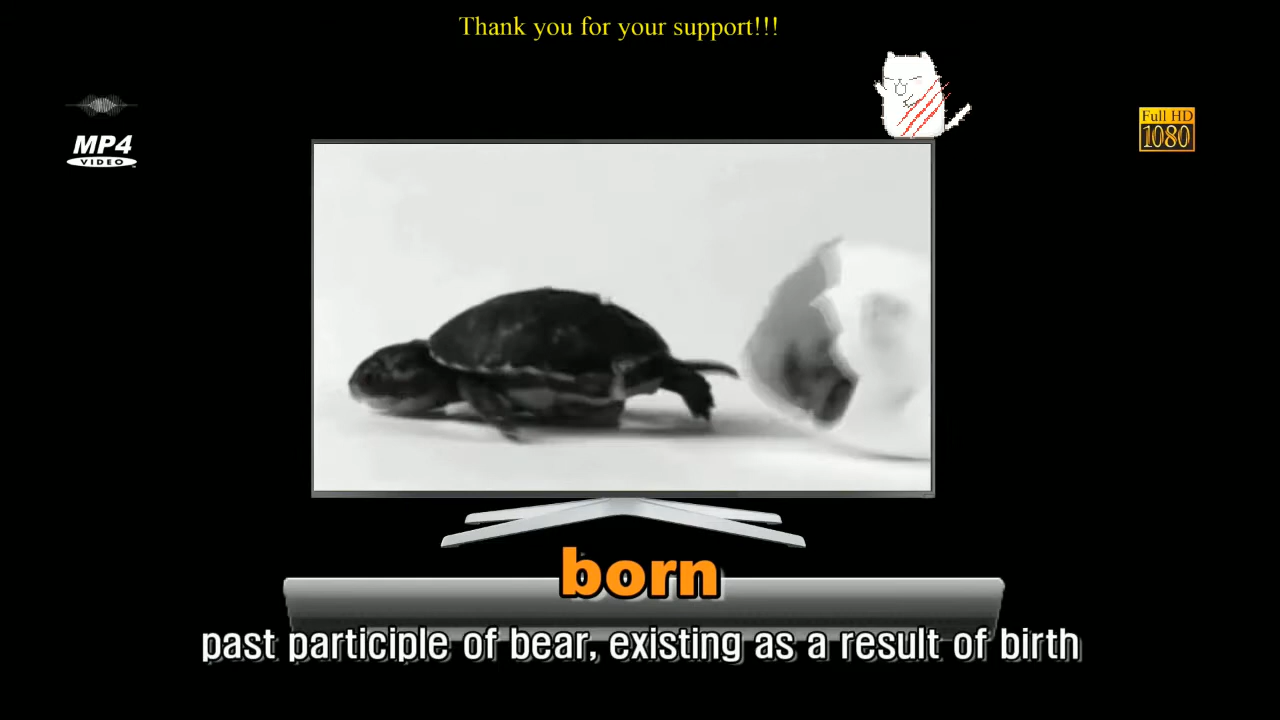 Thank you for your support!!!
Full HD
1080
MP4
VIDEO
born
past participle of bear, existing as a result of birth